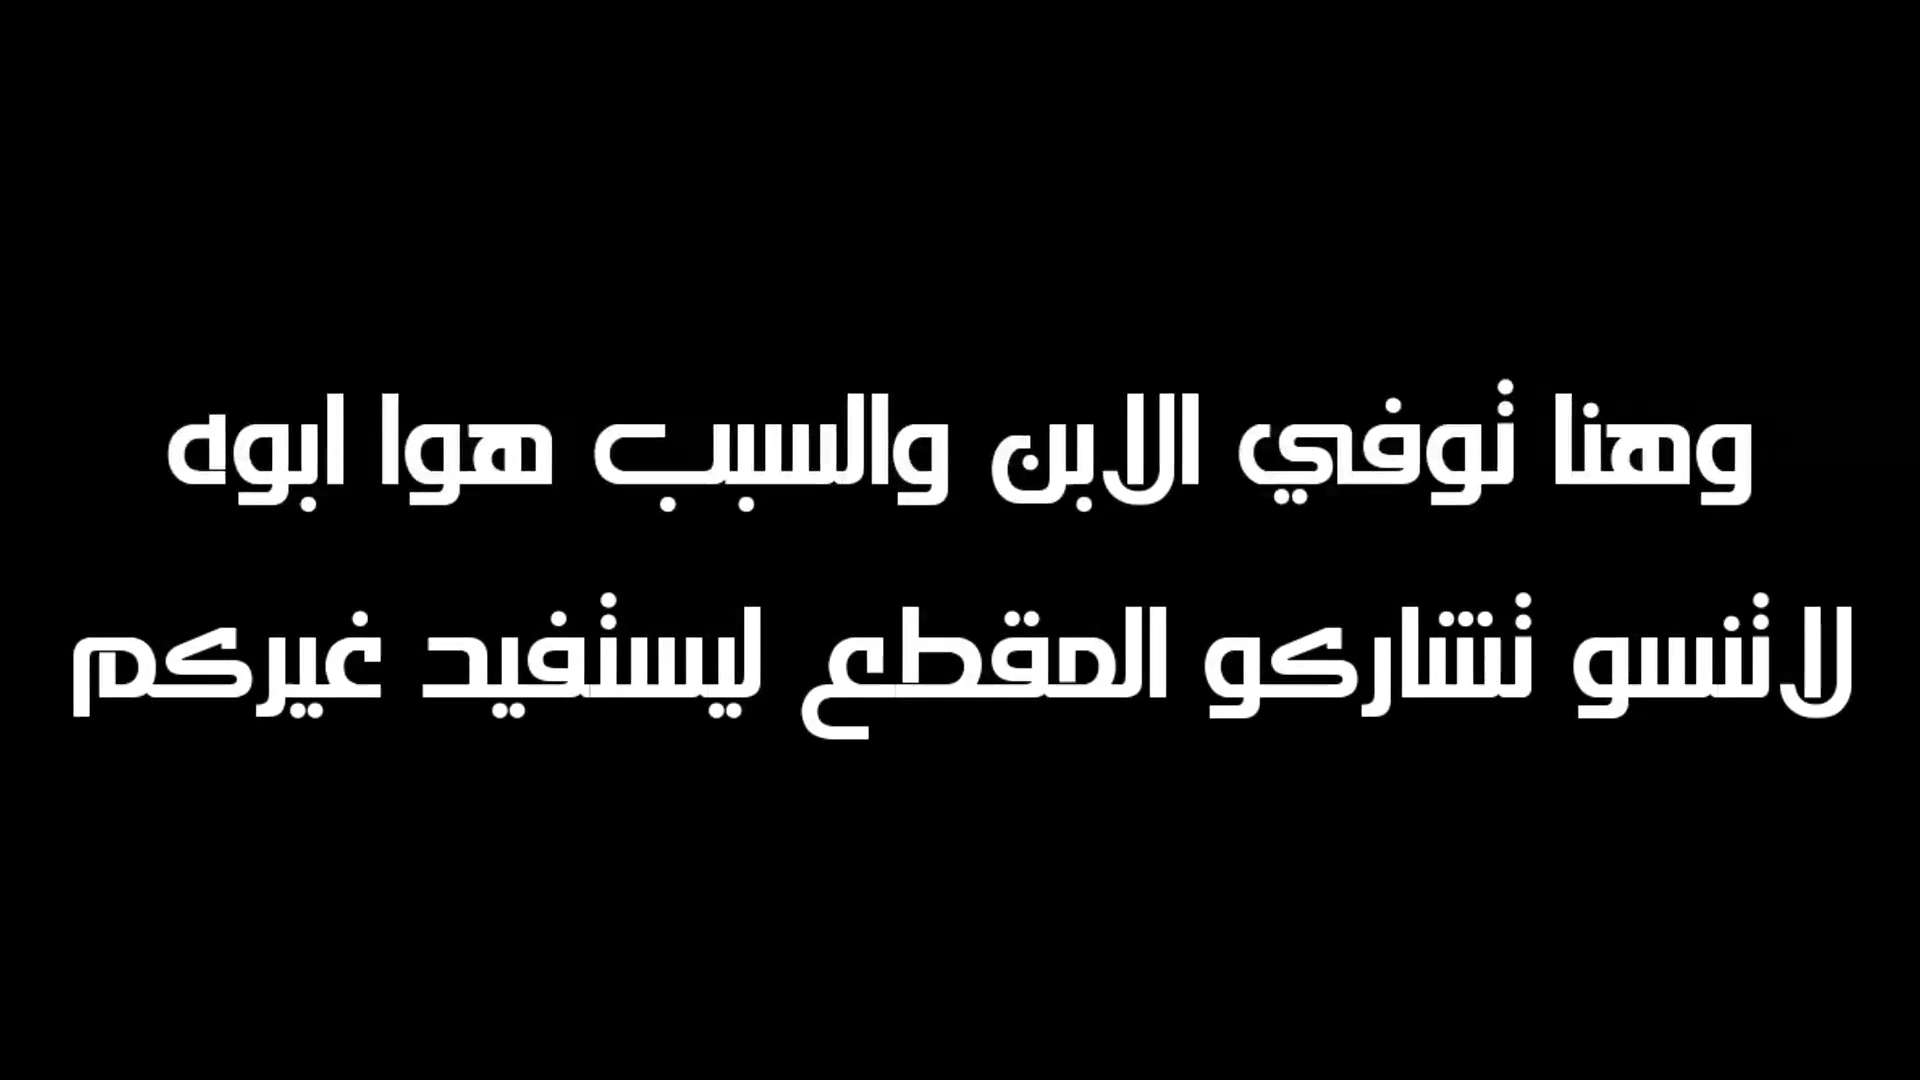 وهنا توفي الابن والسبب هوا ابوه
لاتنسو تشاركو المقطع ليستفيد غيركم